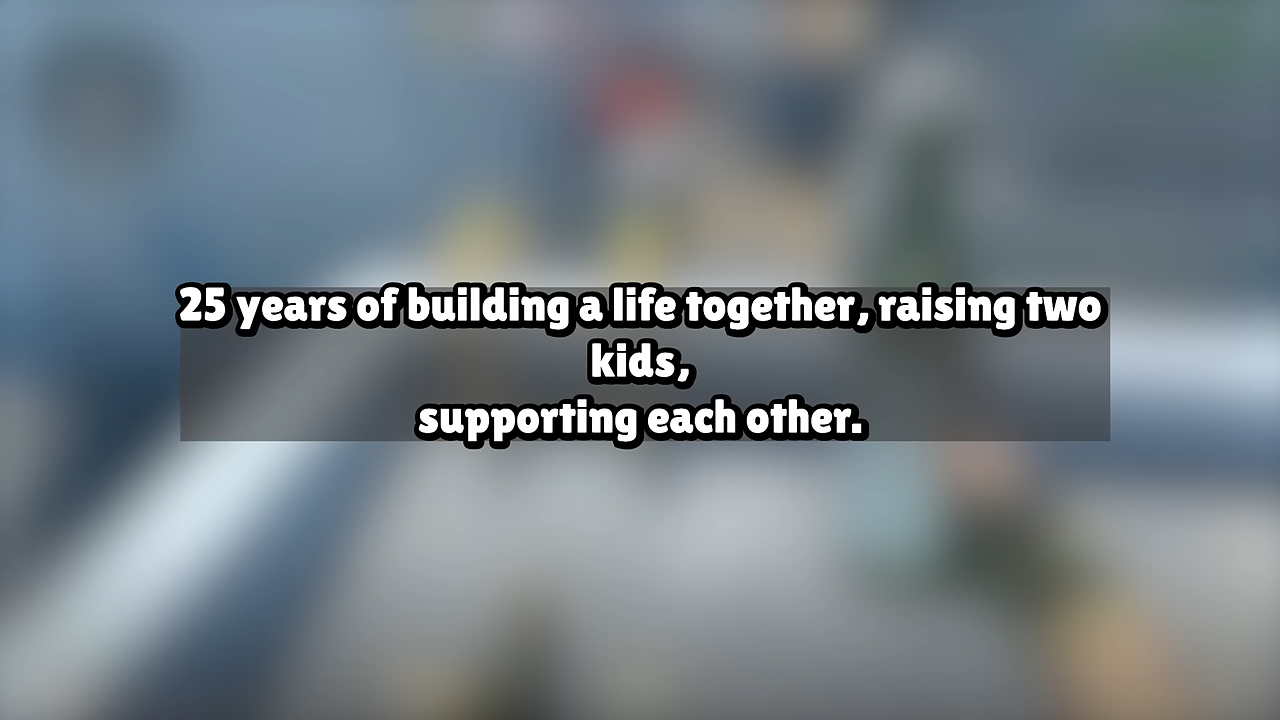 25 years of building a life together, raising two
kids,
supporting each other.